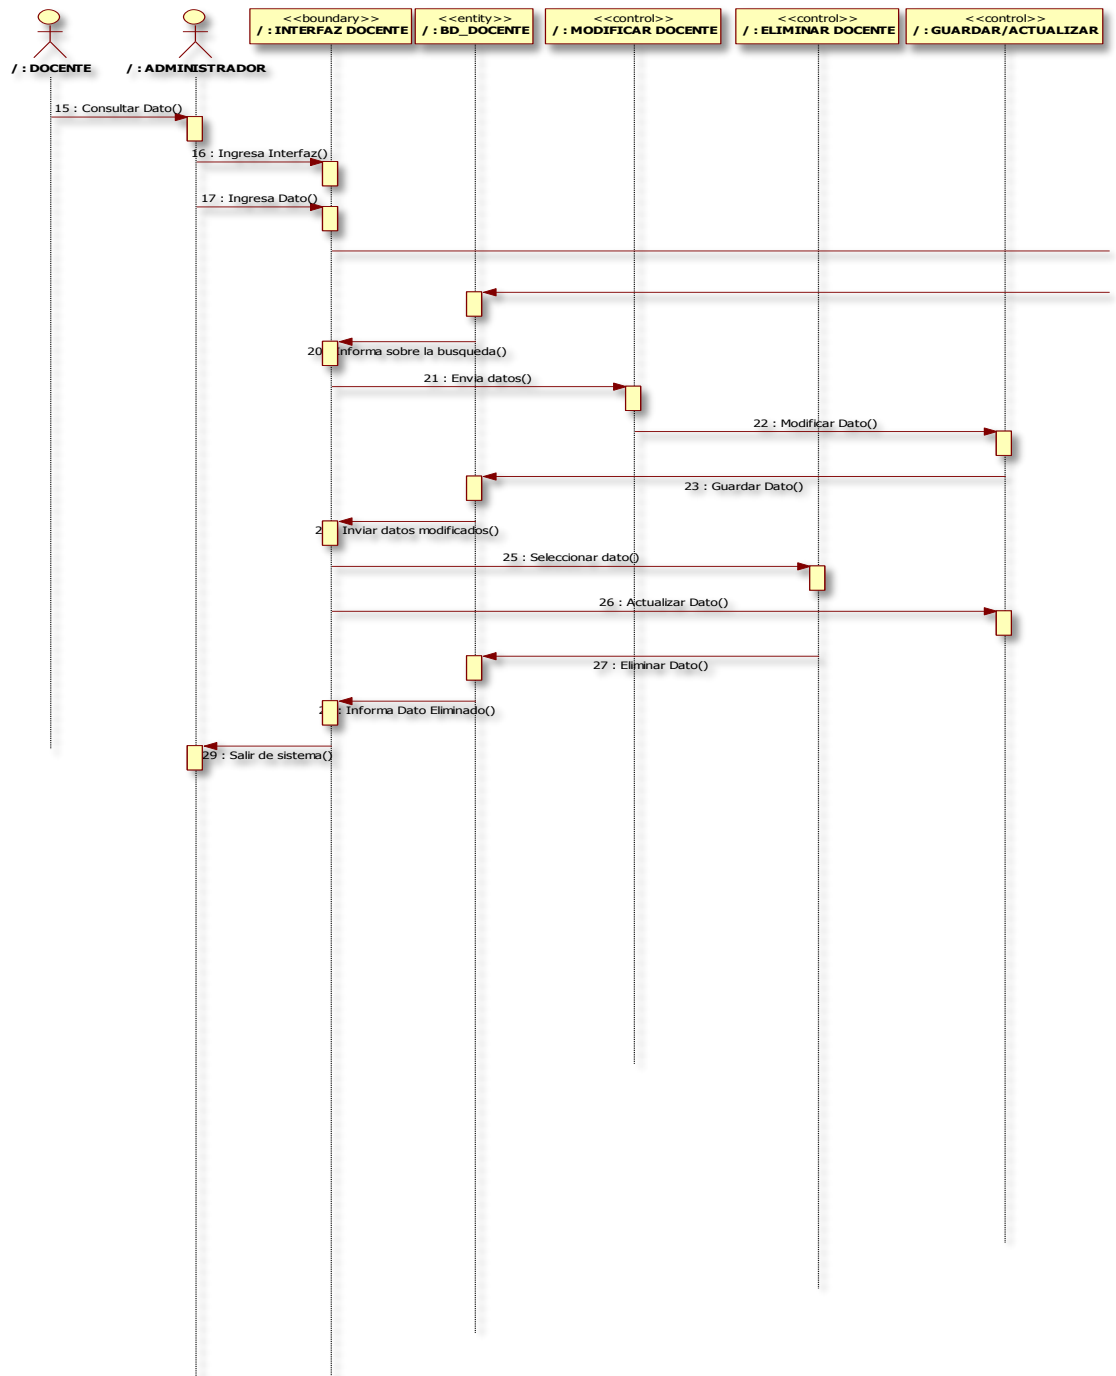 <<boundary>>
/ : INTERFAZ DOCENTE
<<entity>>
/ : BD_DOCENTE
<<control>>
/ : MODIFICAR DOCENTE
<<control>>
/ : ELIMINAR DOCENTE
<<control>>
/ : GUARDAR/ACTUALIZAR
/ : DOCENTE
/ : ADMINISTRADOR
15 : Consultar Dato()
16 : Ingresa Interfaz()
17 : Ingresa Dato()
20 Informa sobre la busqueda()
21 : Envia datos()
22 : Modificar Dato()
23 : Guardar Dato()
2 Inviar datos modificados()
25 : Seleccionar dato()
26 : Actualizar Dato()
27 : Eliminar Dato()
2 : Informa Dato Eliminado()
29 : Salir de sistema()